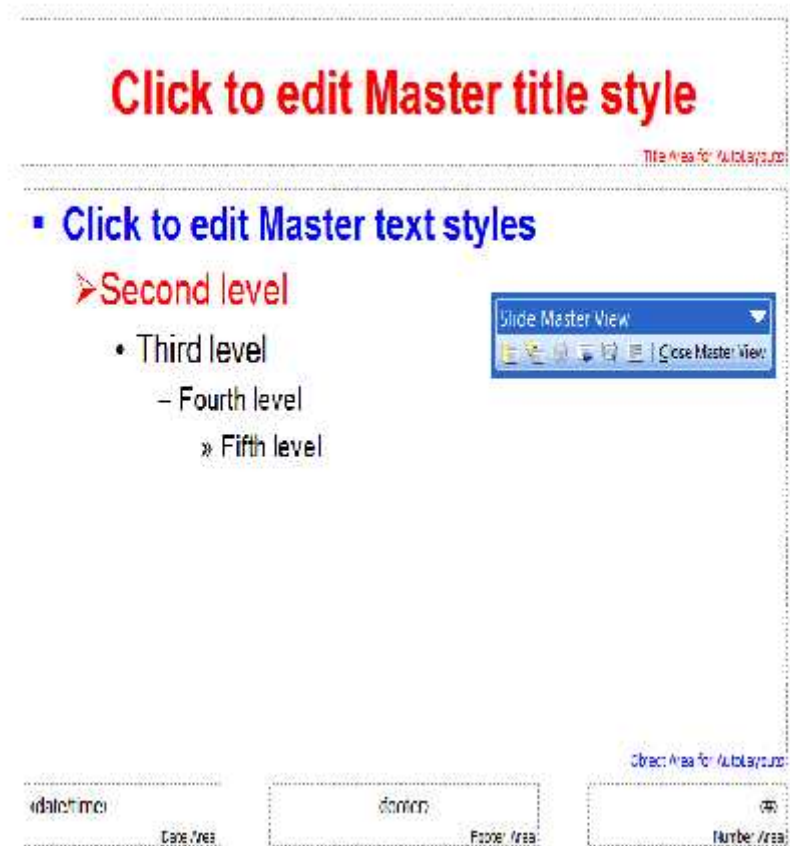 Click to edit Master title style
Title Area for AutoLayouts
▪ Click to edit Master text styles
➢Second level
• Third level
– Fourth level
» Fifth level
Slide Master View
Close Master View
Object Area for AutoLayouts
<date/time>
Date Area
<footer>
Footer Area
<#>
Number Area